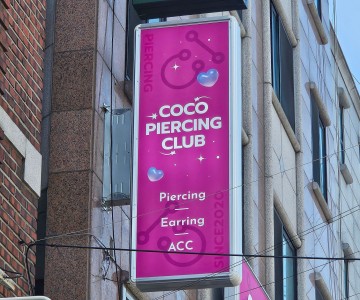 PIERCING
COCO
PIERCING
CLUB
Piercing
Earring
ACC
SINCE2020